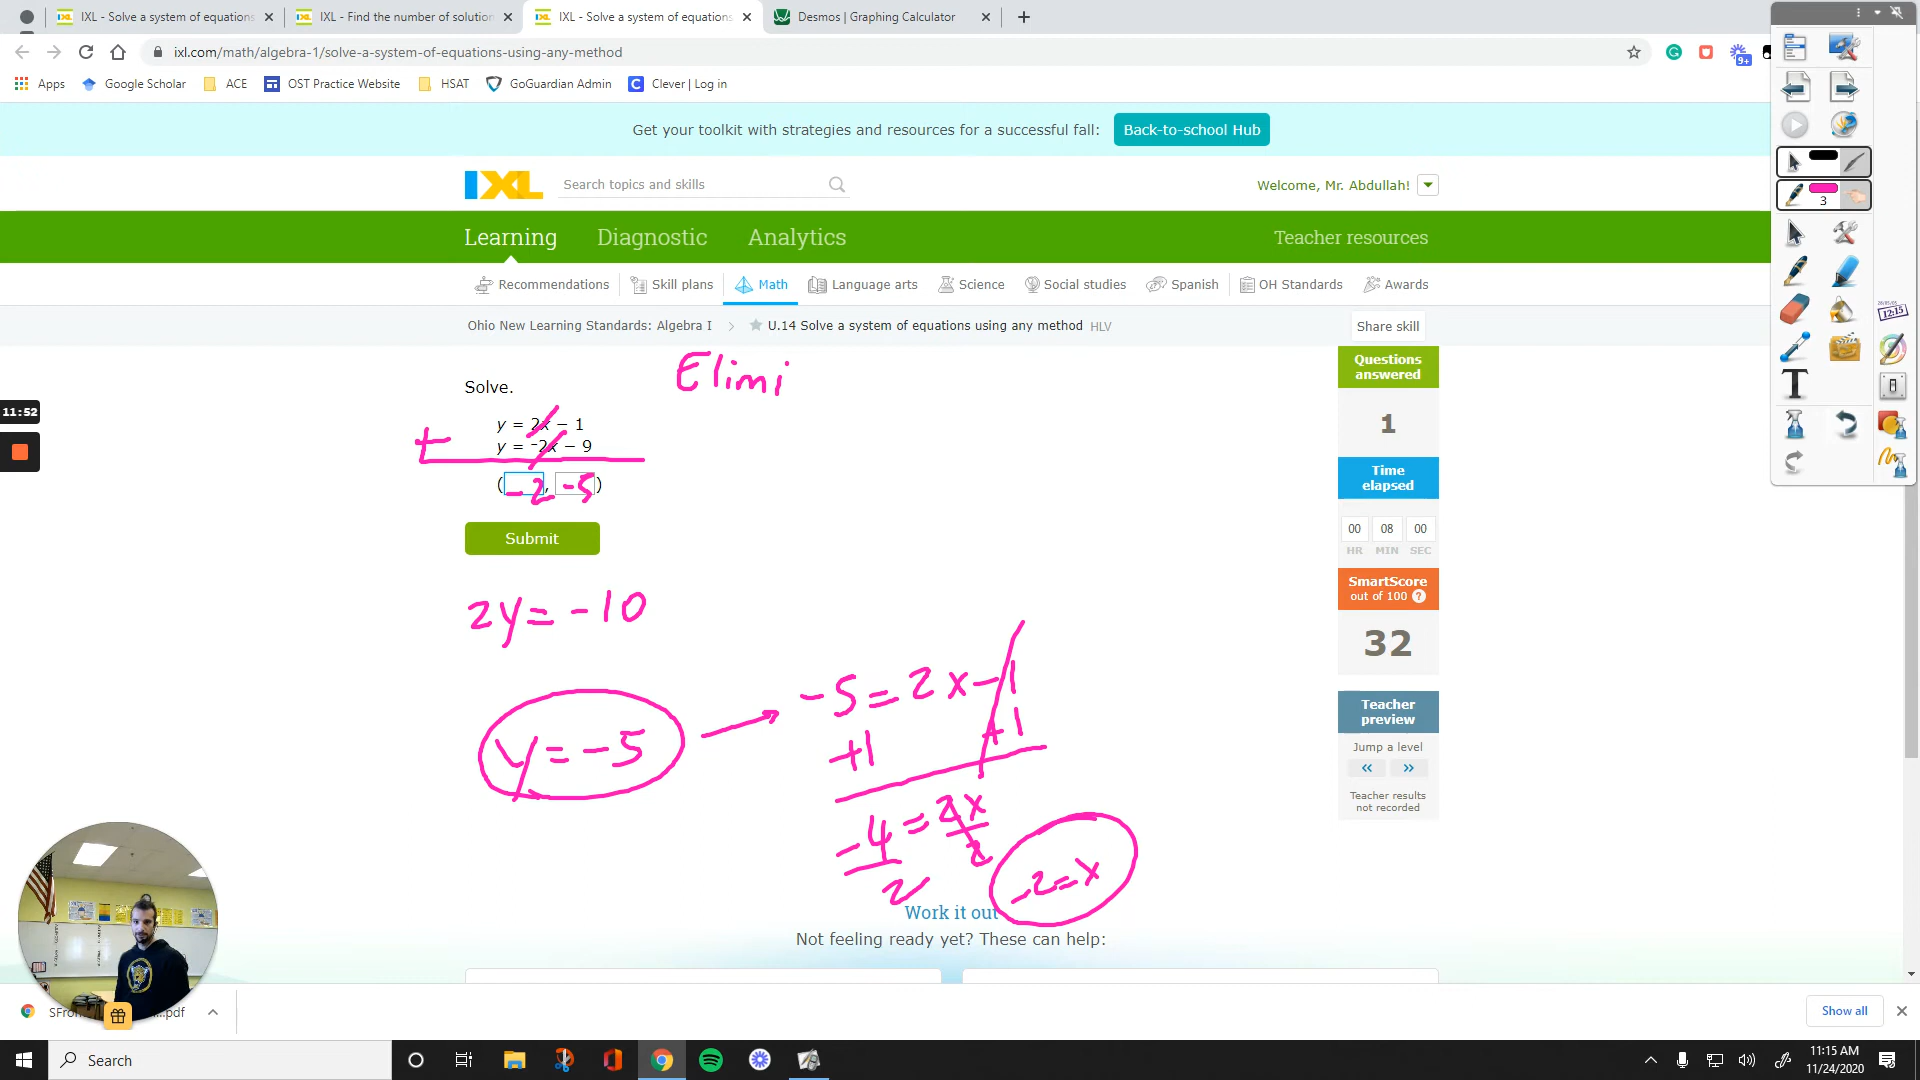 IXL - Solve a system of equations
IXL - Find the number of solution
IXL - Solve a system of equations
Desmos | Graphing Calculator
ixl.com/math/algebra-1/solve-a-system-of-equations-using-any-method
9+
Apps
Google Scholar
ACE
OST Practice Website
HSAT
GoGuardian Admin
Clever | Log in
Get your toolkit with strategies and resources for a successful fall:
Back-to-school Hub
IXL
Search topics and skills
Welcome, Mr. Abdullah!
3
Learning
Diagnostic
Analytics
Teacher resources
Recommendations
Skill plans
Math
Language arts
Science
Social studies
Spanish
OH Standards
Awards
Ohio New Learning Standards: Algebra I
U.14 Solve a system of equations using any method HLV
Share skill
Elimi
Solve.
y = 2x − 1
+ y = ⁻2x − 9
(-2, -5)
Submit
11:52
Questions answered
1
Time elapsed
00 08 00
HR MIN SEC
SmartScore
out of 100 ?
32
Teacher preview
Jump a level
«
»
Teacher results
not recorded
2y = -10
y = -5
-5 = 2x - 1
+1 +1
-4 = 2x
2 2
-2 = x
Work it out
Not feeling ready yet? These can help:
Show all
Search
11:15 AM
11/24/2020